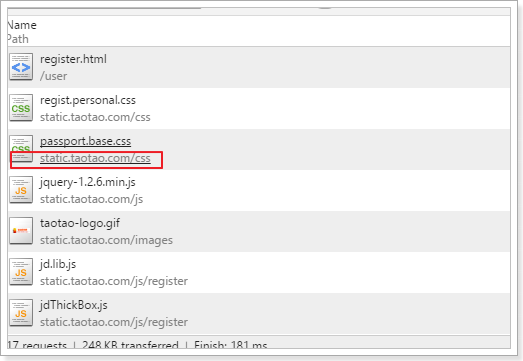 Name
Path
register.html
/user
regist.personal.css
static.taotao.com/css
passport.base.css
static.taotao.com/css
jquery-1.2.6.min.js
static.taotao.com/js
taotao-logo.gif
static.taotao.com/images
jd.lib.js
static.taotao.com/js/register
jdThickBox.js
static.taotao.com/js/register
17 requests | 248 KB transferred | Finish: 181 ms